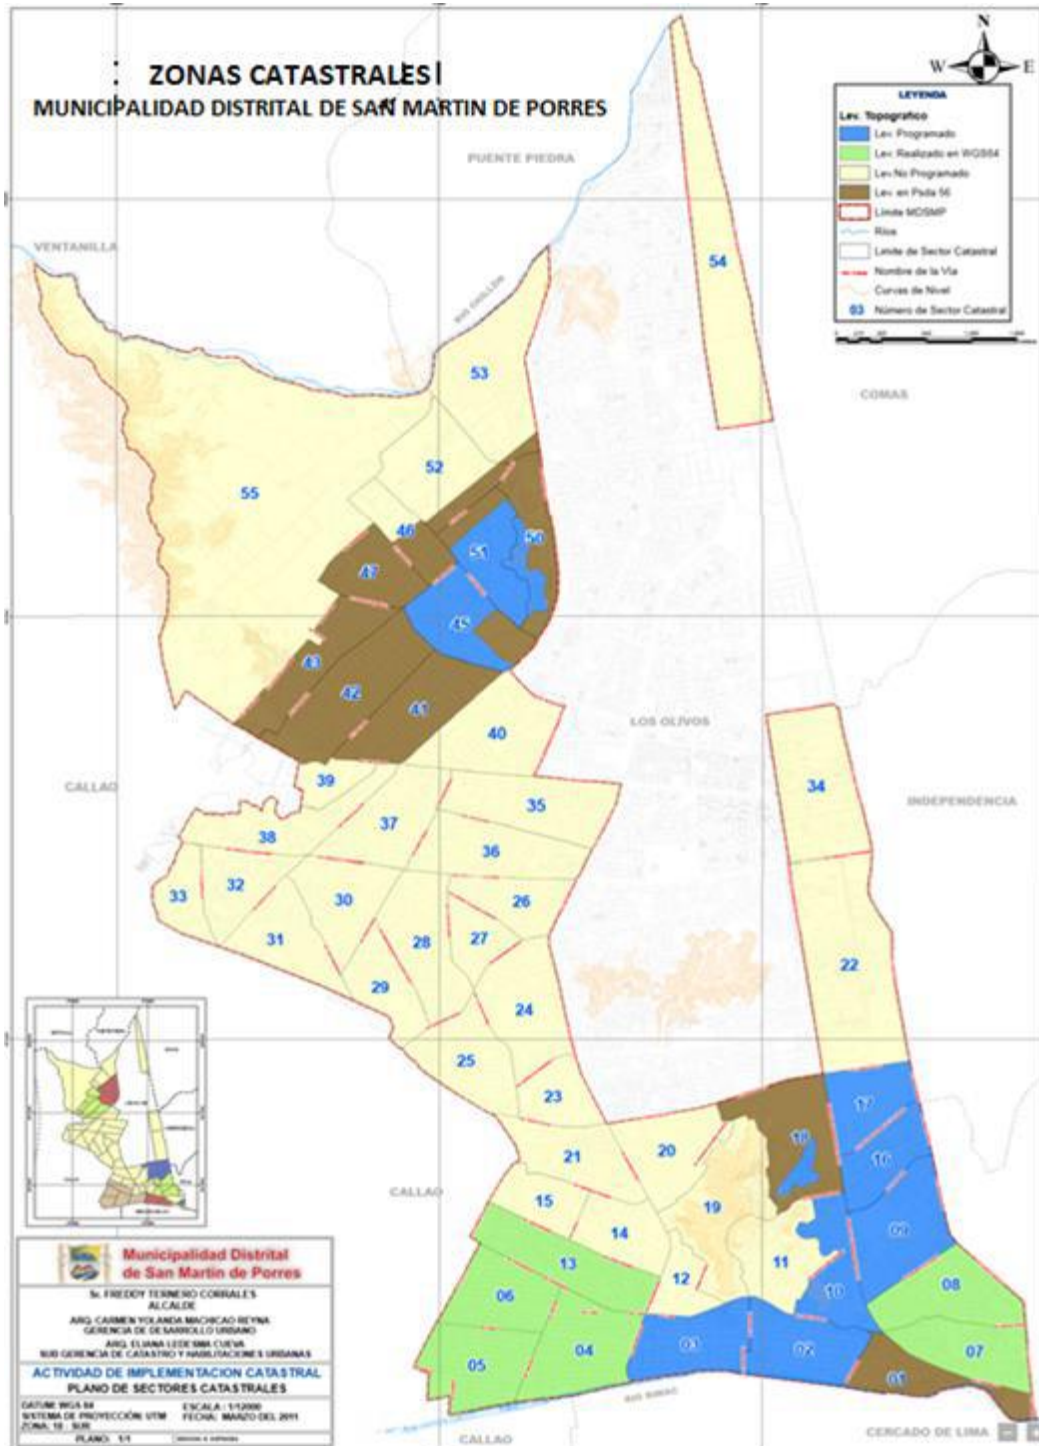 ZONAS CATASTRALES
MUNICIPALIDAD DISTRITAL DE SAN MARTIN DE PORRES
N
W
E
LEYENDA
Lev. Topografico
Lev. Programado
Lev. Realizado en WGS84
Lev. No Programado
Lev. en Psda 56
Limite MDSMP
Rios
Limite de Sector Catastral
Nombre de la Via
Curvas de Nivel
03 Número de Sector Catastral
PUENTE PIEDRA
VENTANILLA
RIO CHILLON
COMAS
54
53
52
55
46
50
51
47
45
43
42
41
40
LOS OLIVOS
CALLAO
39
34
INDEPENDENCIA
35
37
38
36
32
33
30
26
31
28
27
22
29
24
25
23
17
18
20
21
16
CALLAO
15
19
14
09
13
11
12
08
06
10
03
02
04
07
05
01
RIO RIMAC
CALLAO
CERCADO DE LIMA
Municipalidad Distrital
de San Martin de Porres
Sr. FREDDY TERNERO CORRALES
ALCALDE
ARQ. CARMEN YOLANDA MACHICAO REYNA
GERENCIA DE DESARROLLO URBANO
ARQ. ELIANA LEDESMA CUEVA
SUB GERENCIA DE CATASTRO Y HABILITACIONES URBANAS
ACTIVIDAD DE IMPLEMENTACION CATASTRAL
PLANO DE SECTORES CATASTRALES
DATUM: WGS 84
ESCALA : 1/12000
SISTEMA DE PROYECCIÓN: UTM
FECHA: MARZO DEL 2011
ZONA: 18 - SUR
PLANO: 1/1